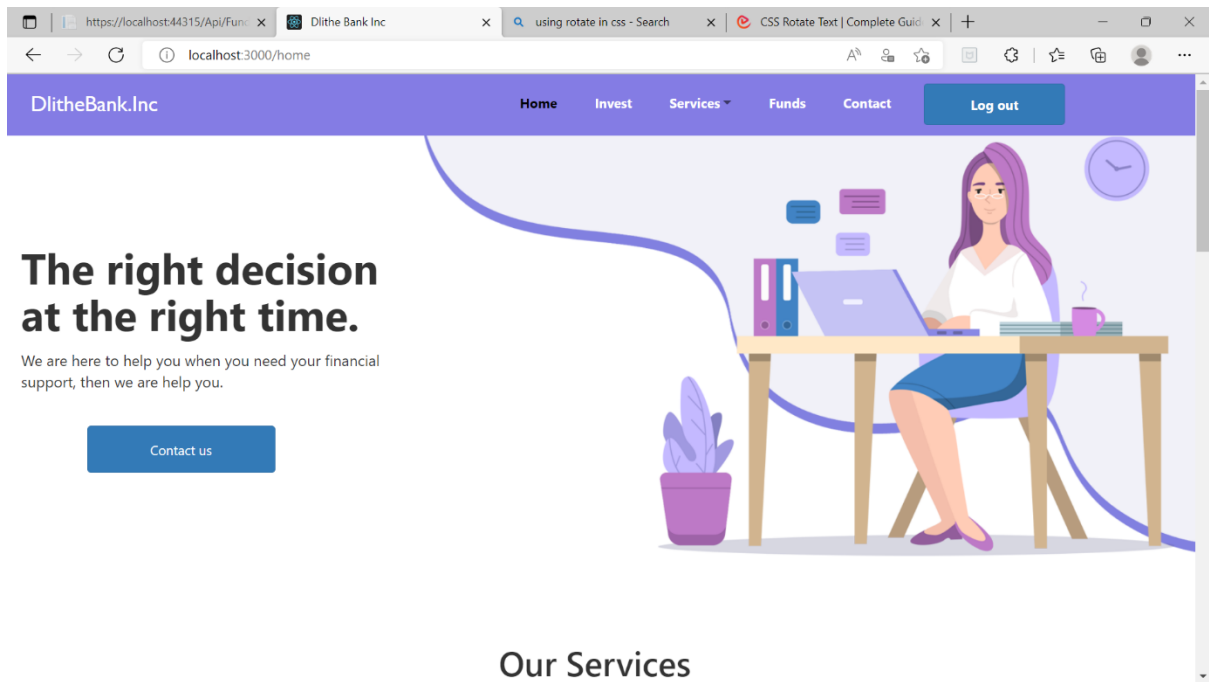 https://localhost:44315/Api/Func Dlithe Bank Inc using rotate in css - Search CSS Rotate Text | Complete Guid
localhost:3000/home
DlitheBank.Inc Home Invest Services Funds Contact Log out
The right decision
at the right time.
We are here to help you when you need your financial
support, then we are help you.
Contact us
Our Services